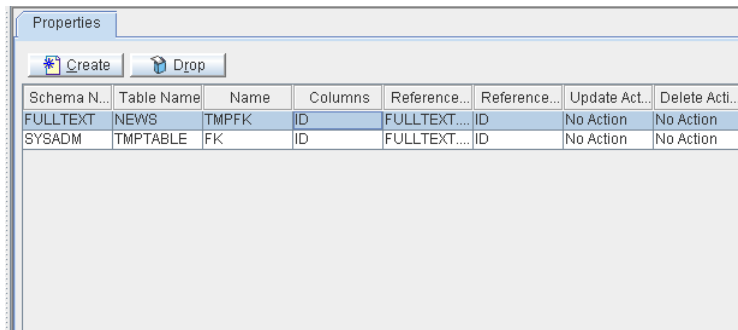 Properties
Create Drop
Schema N... Table Name Name Columns Reference... Reference... Update Act... Delete Acti...
FULLTEXT NEWS TMPFK ID FULLTEXT.... ID No Action No Action
SYSADM TMPTABLE FK ID FULLTEXT.... ID No Action No Action